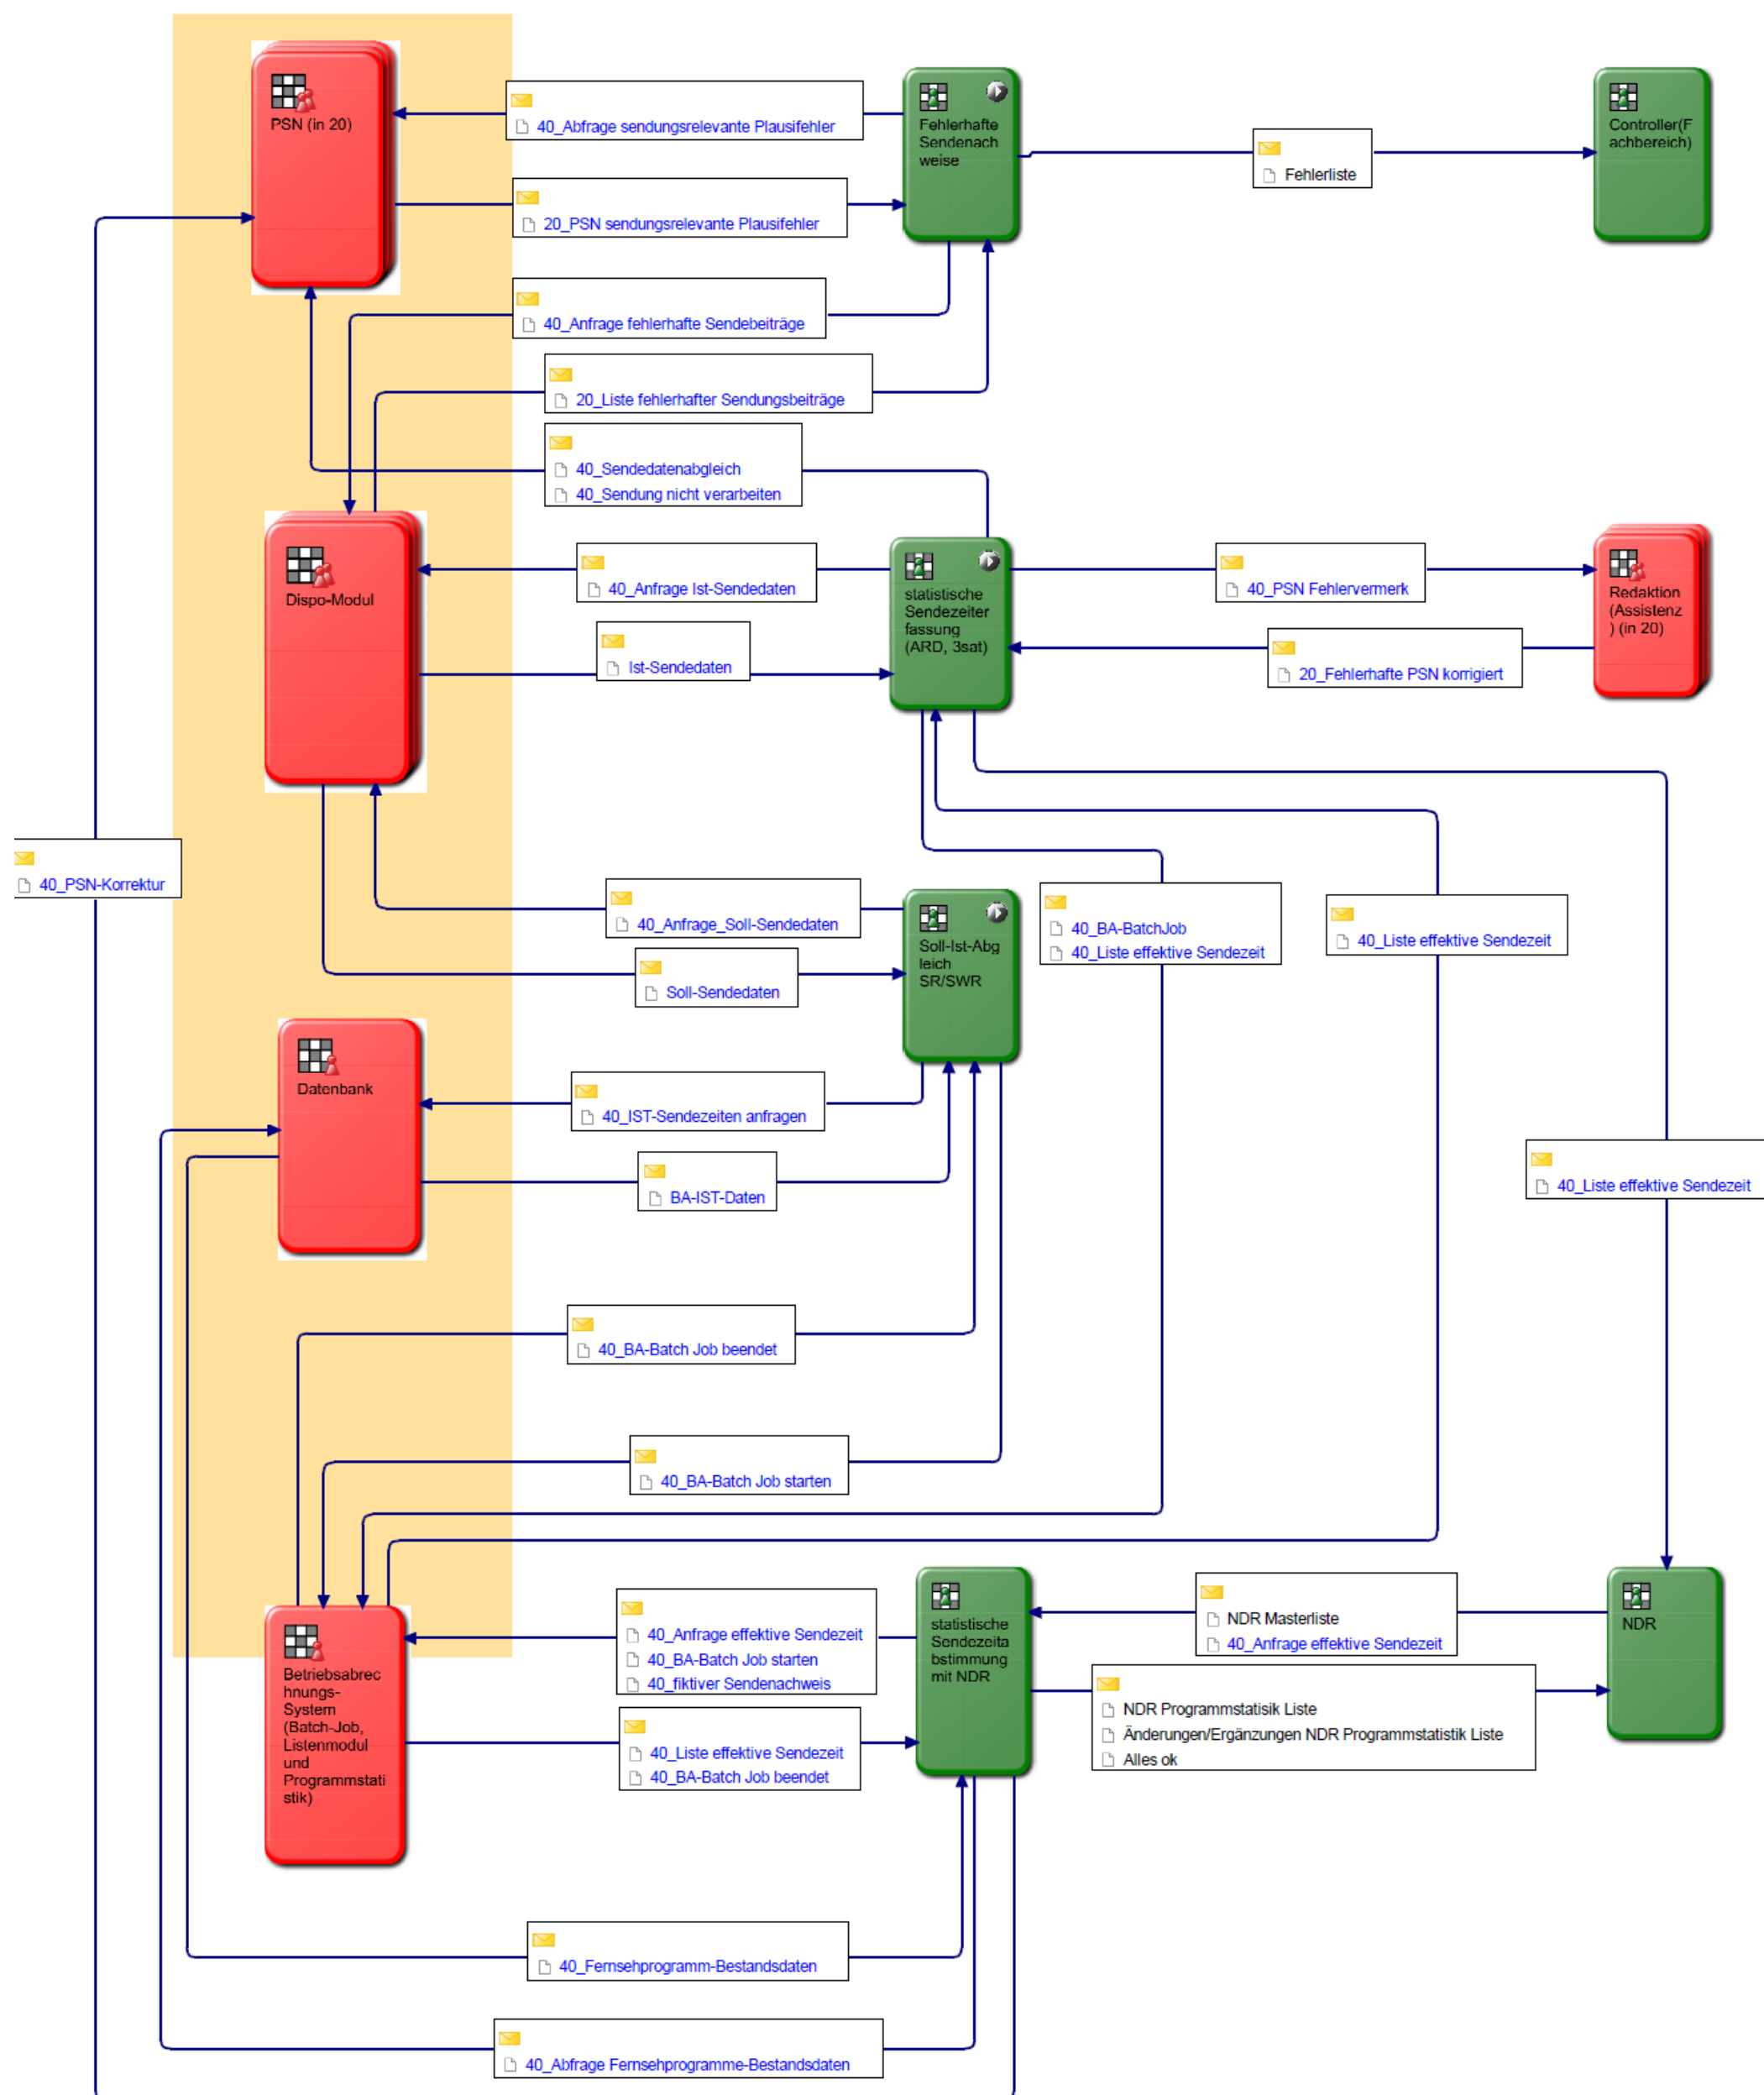 PSN (in 20)
40_Abfrage sendungsrelevante Plausifehler
Fehlerhafte
Sendenach
weise
Fehlerliste
Controller(F
achbereich)
20_PSN sendungsrelevante Plausifehler
40_Anfrage fehlerhafte Sendebeiträge
20_Liste fehlerhafter Sendungsbeiträge
40_Sendedatenabgleich
40_Sendung nicht verarbeiten
Dispo-Modul
40_Anfrage Ist-Sendedaten
statistische
Sendezeiter
fassung
(ARD, 3sat)
40_PSN Fehlervermerk
Redaktion
(Assistenz
) (in 20)
Ist-Sendedaten
20_Fehlerhafte PSN korrigiert
40_PSN-Korrektur
40_Anfrage_Soll-Sendedaten
Soll-Ist-Abg
leich
SR/SWR
40_BA-BatchJob
40_Liste effektive Sendezeit
40_Liste effektive Sendezeit
Soll-Sendedaten
Datenbank
40_IST-Sendezeiten anfragen
BA-IST-Daten
40_Liste effektive Sendezeit
40_BA-Batch Job beendet
40_BA-Batch Job starten
Betriebsabrec
hnungs-
System
(Batch-Job,
Listenmodul
und
Programmstati
stik)
40_Anfrage effektive Sendezeit
40_BA-Batch Job starten
40_fiktiver Sendenachweis
statistische
Sendezeita
bstimmung
mit NDR
NDR Masterliste
40_Anfrage effektive Sendezeit
NDR
40_Liste effektive Sendezeit
40_BA-Batch Job beendet
NDR Programmstatisik Liste
Änderungen/Ergänzungen NDR Programmstatistik Liste
Alles ok
40_Fernsehprogramm-Bestandsdaten
40_Abfrage Fernsehprogramme-Bestandsdaten